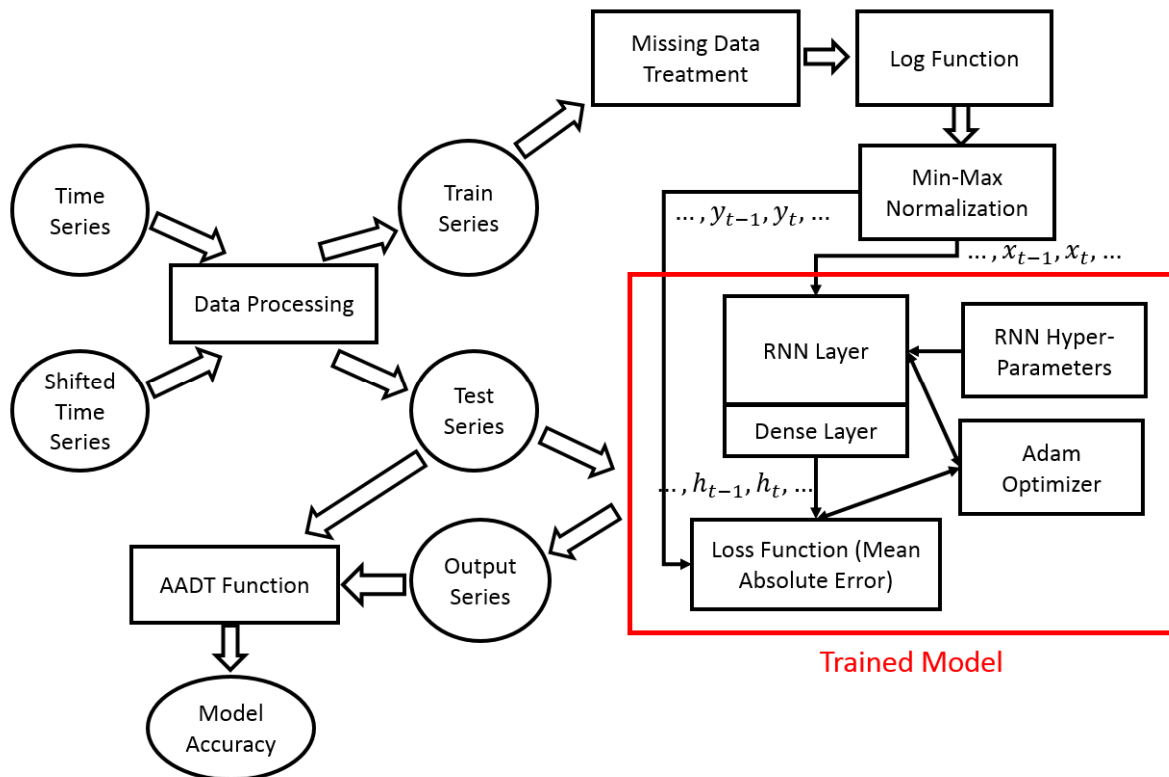 Missing Data
Treatment
Log Function
Time
Series
Train
Series
Min-Max
Normalization
..., y_{t-1}, y_t, ...
..., x_{t-1}, x_t, ...
Data Processing
RNN Layer
RNN Hyper-
Parameters
Shifted
Time
Series
Test
Series
Dense Layer
Adam
Optimizer
..., h_{t-1}, h_t, ...
AADT Function
Output
Series
Loss Function (Mean
Absolute Error)
Trained Model
Model
Accuracy